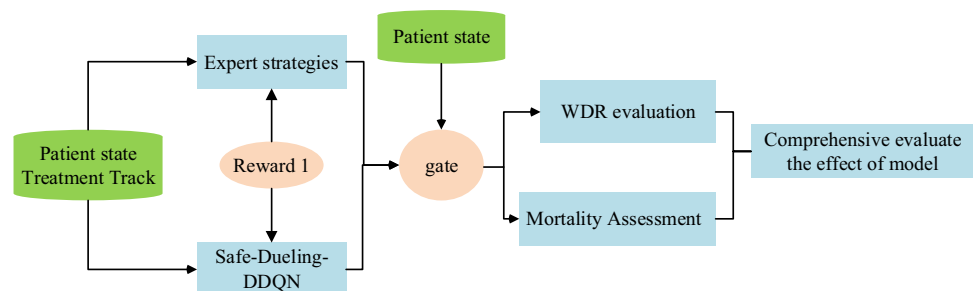 Patient state
Expert strategies
Patient state
Treatment Track
Reward 1
gate
WDR evaluation
Mortality Assessment
Comprehensive evaluate
the effect of model
Safe-Dueling-
DDQN